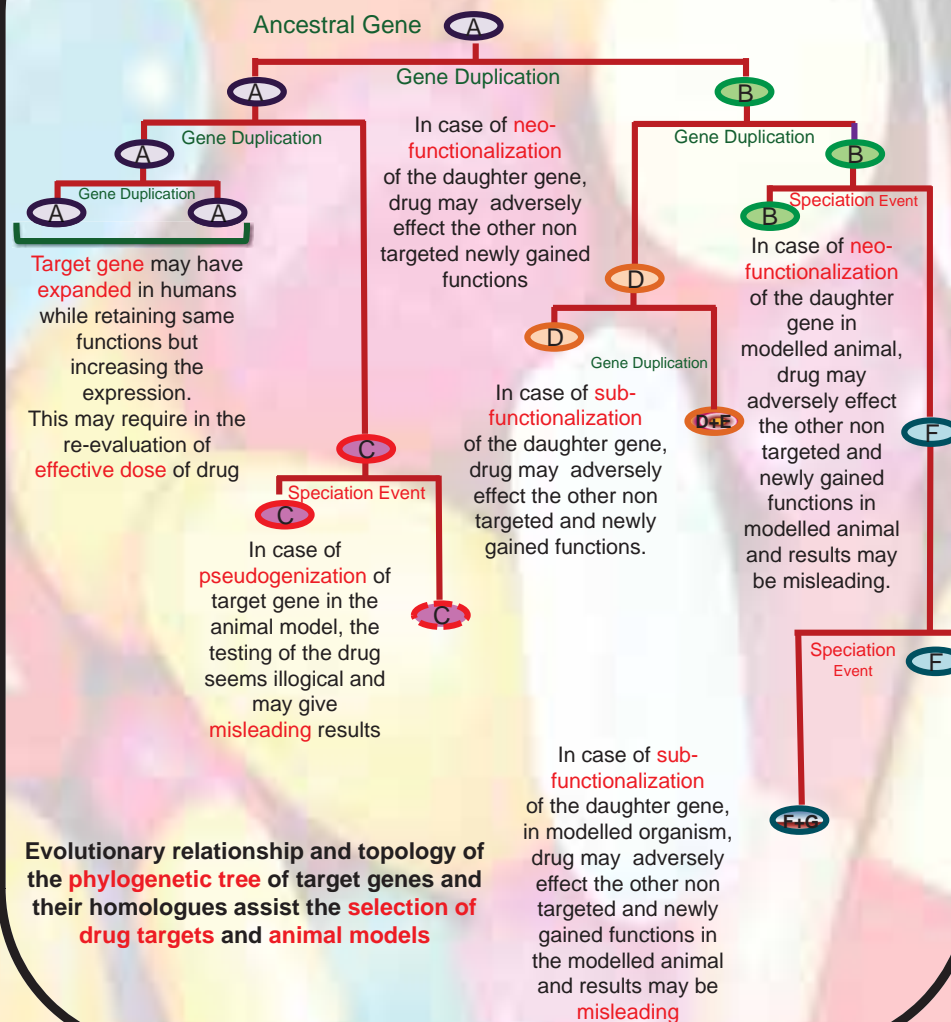 Ancestral Gene
A
Gene Duplication
A
B
Gene Duplication
Gene Duplication
A
B
Gene Duplication
Speciation Event
A
A
B
In case of neo-
functionalization
of the daughter gene,
drug may adversely
effect the other non
targeted newly gained
functions
Target gene may have
expanded in humans
while retaining same
functions but
increasing the
expression.
This may require in the
re-evaluation of
effective dose of drug
D
D
Gene Duplication
D+E
In case of sub-
functionalization
of the daughter gene,
drug may adversely
effect the other non
targeted and newly
gained functions.
In case of neo-
functionalization
of the daughter
gene in
modelled animal,
drug may
adversely effect
the other non
targeted and
newly gained
functions in
modelled animal
and results may
be misleading.
F
C
Speciation Event
C
C
In case of
pseudogenization of
target gene in the
animal model, the
testing of the drug
seems illogical and
may give
misleading results
Speciation
Event
F
F+G
In case of sub-
functionalization
of the daughter gene,
in modelled organism,
drug may adversely
effect the other non
targeted and newly
gained functions in
the modelled animal
and results may be
misleading
Evolutionary relationship and topology of
the phylogenetic tree of target genes and
their homologues assist the selection of
drug targets and animal models